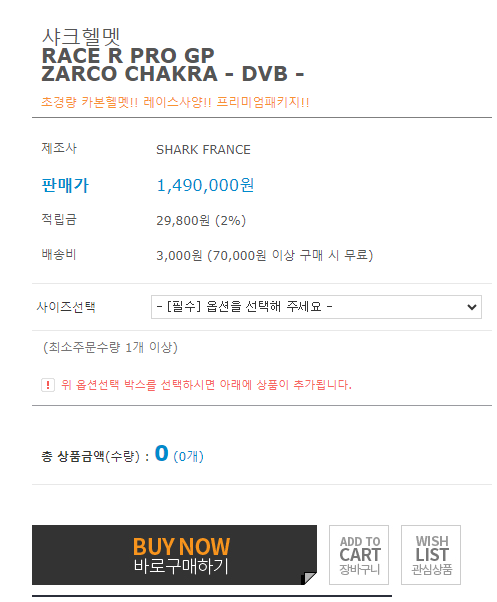 샤크헬멧
RACE R PRO GP
ZARCO CHAKRA - DVB -
초경량 카본헬멧!! 레이스사양!! 프리미엄패키지!!
제조사 SHARK FRANCE
판매가 1,490,000원
적립금 29,800원 (2%)
배송비 3,000원 (70,000원 이상 구매 시 무료)
사이즈선택 - [필수] 옵션을 선택해 주세요 -
(최소주문수량 1개 이상)
! 위 옵션선택 박스를 선택하시면 아래에 상품이 추가됩니다.
총 상품금액(수량) : 0 (0개)
BUY NOW
바로구매하기
ADD TO
CART
장바구니
WISH
LIST
관심상품